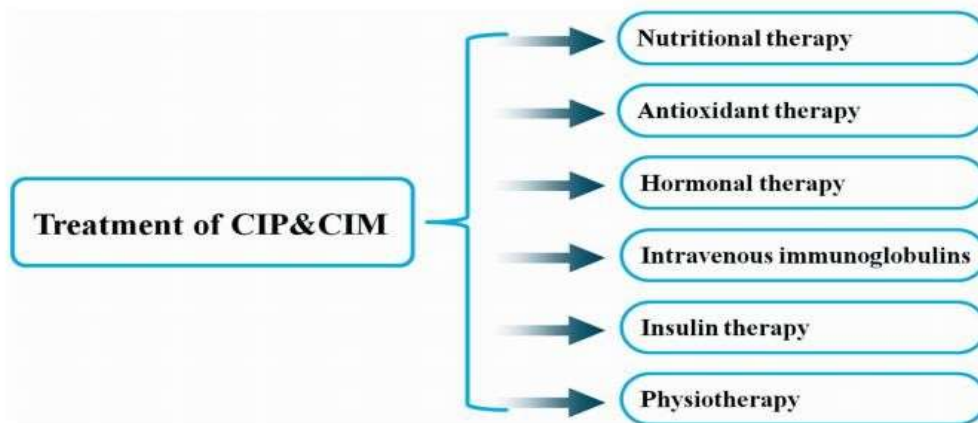 Treatment of CIP&CIM
Nutritional therapy
Antioxidant therapy
Hormonal therapy
Intravenous immunoglobulins
Insulin therapy
Physiotherapy